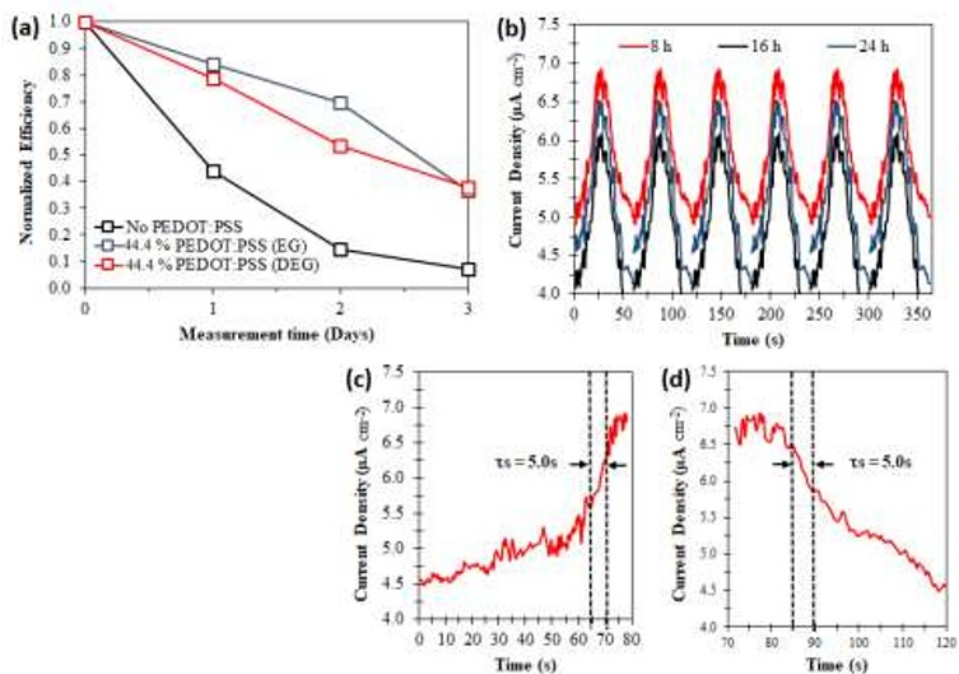 (a)
1.0
0.9
0.8
0.7
0.6
0.5
0.4
0.3
0.2
0.1
0.0
Normalized Efficiency
No PEDOT:PSS
44.4 % PEDOT:PSS (EG)
44.4 % PEDOT:PSS (DEG)
0 1 2 3
Measurement time (Days)
(b)
8 h 16 h 24 h
7.5
7.0
6.5
6.0
5.5
5.0
4.5
4.0
Current Density (µA cm⁻²)
0 50 100 150 200 250 300 350
Time (s)
(c)
7.5
7.0
6.5
6.0
5.5
5.0
4.5
4.0
Current Density (µA cm⁻²)
τs = 5.0s
0 10 20 30 40 50 60 70 80
Time (s)
(d)
7.5
7.0
6.5
6.0
5.5
5.0
4.5
4.0
Current Density (µA cm⁻²)
τs = 5.0s
70 80 90 100 110 120
Time (s)